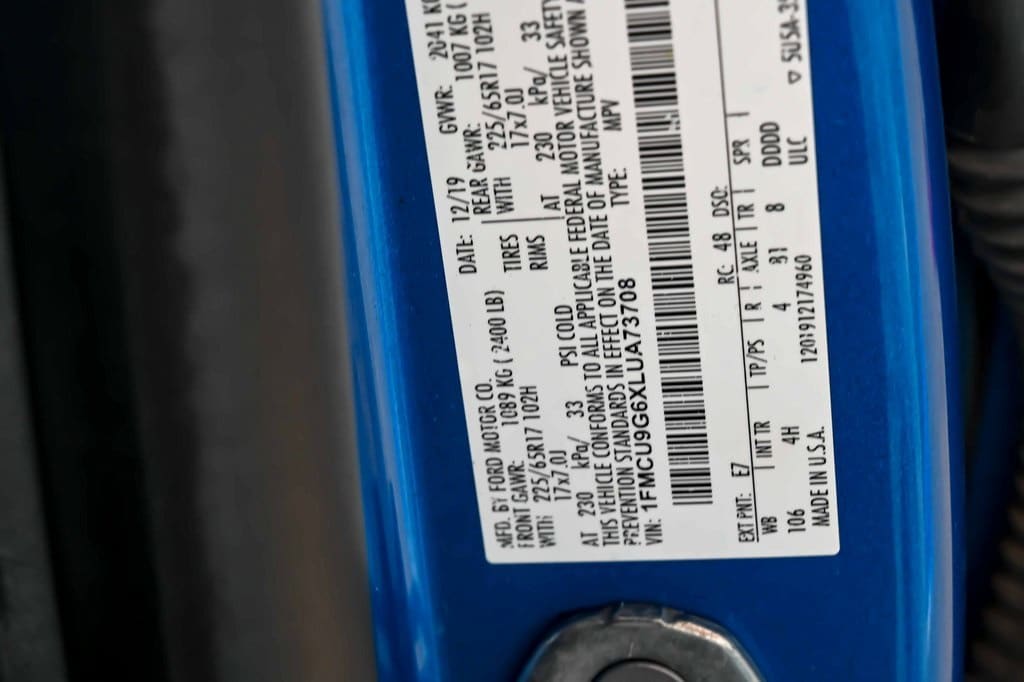 MFD. BY FORD MOTOR CO. DATE: 12/19 GVWR: 2041 KG
FRONT GAWR: 1089 KG ( 2400 LB) REAR GAWR: 1007 KG (
WITH 225/65R17 102H TIRES WITH 225/65R17 102H
17x7.0J RIMS 17x7.0J
AT 230 kPa/ 33 PSI COLD AT 230 kPa/ 33
THIS VEHICLE CONFORMS TO ALL APPLICABLE FEDERAL MOTOR VEHICLE SAFETY
PREVENTION STANDARDS IN EFFECT ON THE DATE OF MANUFACTURE SHOWN
VIN: 1FMCU9G6XLUA73708 TYPE: MPV
EXT PNT: E7 RC: 48 DSO:
WB INT TR TP/PS R AXLE TR SPR
106 4H 4 B1 8 DDDD
MADE IN U.S.A. 1201912174960 ULC